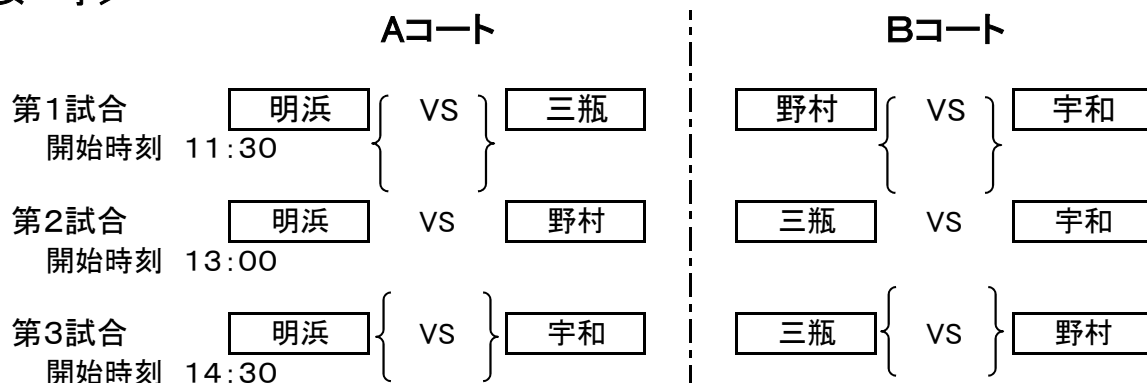 Aコート Bコート
第1試合 明浜 VS 三瓶 野村 VS 宇和
開始時刻 11:30
第2試合 明浜 VS 野村 三瓶 VS 宇和
開始時刻 13:00
第3試合 明浜 VS 宇和 三瓶 VS 野村
開始時刻 14:30